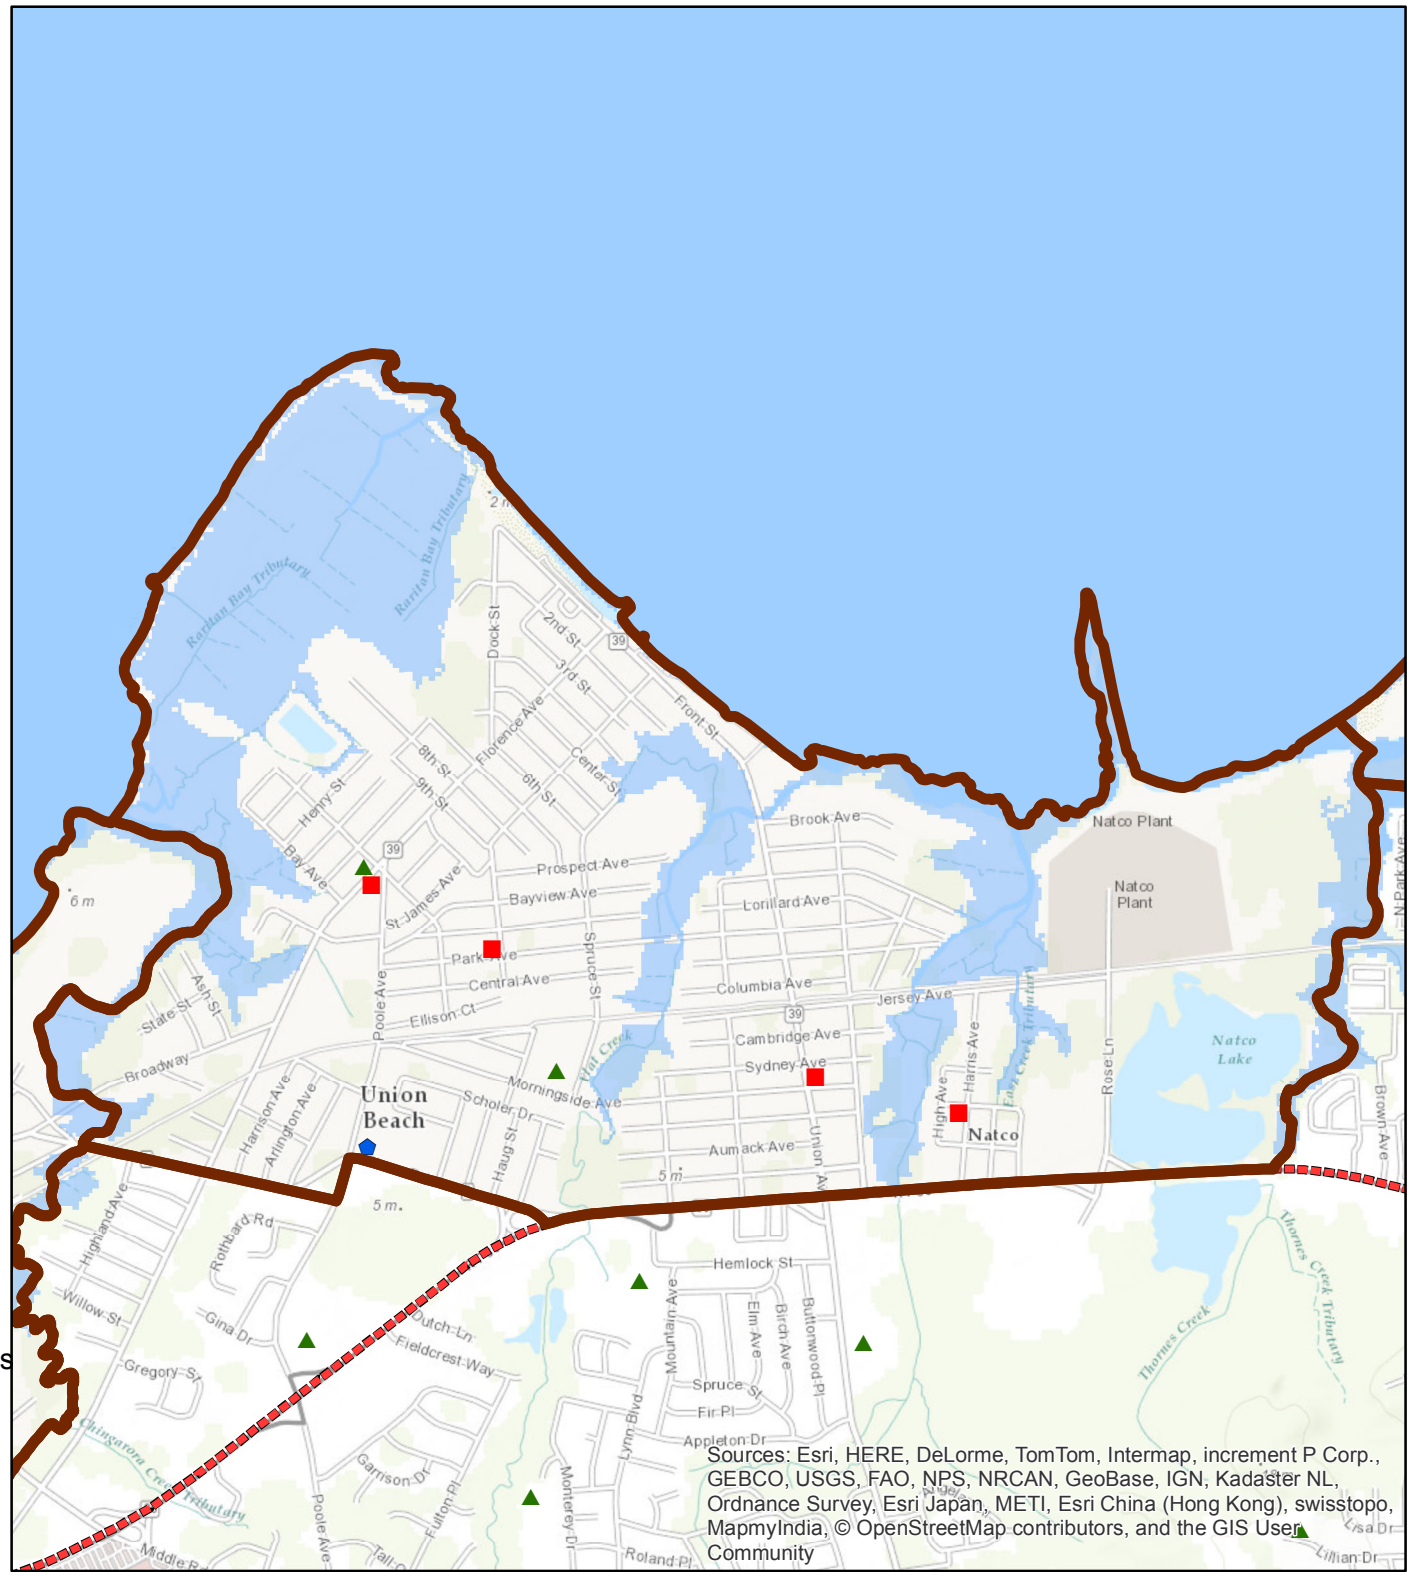 2 m
Raritan Bay Tributary
Raritan Bay Tributary
Dock St
2nd St
39
3rd St
Front St
Florence Ave
8th St
Center St
6th St
9th St
Henry St
Brook Ave
Natco Plant
39
Bay Ave
Prospect Ave
St James Ave
Bayview Ave
Lorillard Ave
Natco
Plant
N Park Ave
6 m
Park Ave
Spruce St
Central Ave
Columbia Ave
Jersey Ave
Ash St
State St
Poole Ave
Ellison Ct
39
Cambridge Ave
Natco
Lake
Flat Creek
Sydney Ave
Harris Ave
East Creek Tributary
Rose Ln
Broadway
Morningside Ave
Union
Beach
Scholer Dr
Harrison Ave
Arlington Ave
High Ave
Brown Ave
Natco
Haug St
Aumack Ave
Union Av
5 m
5 m
Highland Ave
Rothbard Rd
Hemlock St
Willow St
Gina Dr
Dutch Ln
Fieldcrest Way
Mountain Ave
Elm Ave
Birch Ave
Buttonwood Pl
Thornes Creek
Thornes Creek Tributary
s
Gregory St
Spruce St
Fir Pl
Lynn Blvd
Appleton Dr
Chingarora Creek Tributary
Garrison Dr
Fulton Pl
Monterey Dr
Poole Ave
Middle R
Roland Pl
Lisa Dr
Lillian Dr
Sources: Esri, HERE, DeLorme, TomTom, Intermap, increment P Corp.,
GEBCO, USGS, FAO, NPS, NRCAN, GeoBase, IGN, Kadaster NL,
Ordnance Survey, Esri Japan, METI, Esri China (Hong Kong), swisstopo,
MapmyIndia, © OpenStreetMap contributors, and the GIS User
Community